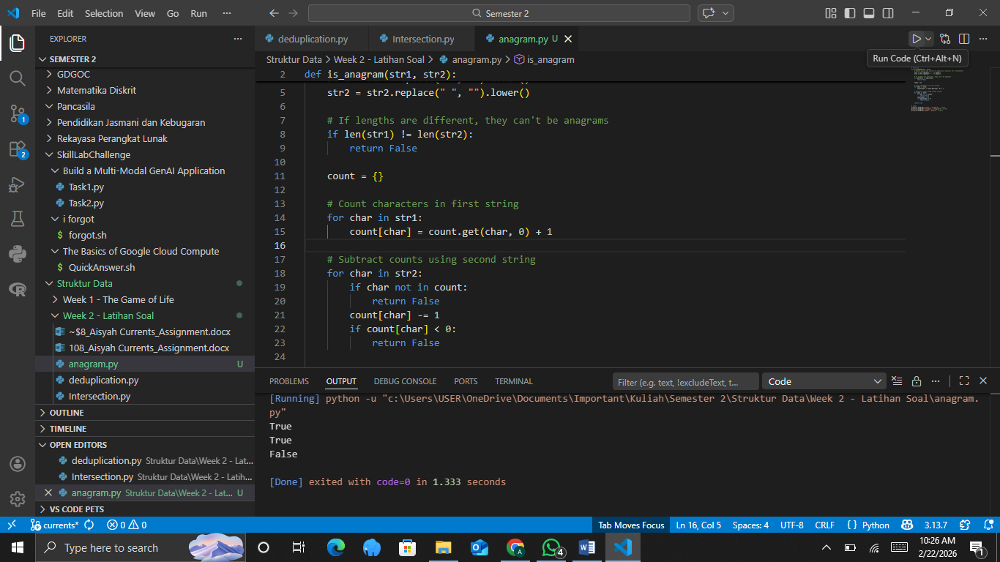 File Edit Selection View Go Run ···
Semester 2
EXPLORER ···
SEMESTER 2
GDGOC
Matematika Diskrit
Pancasila
Pendidikan Jasmani dan Kebugaran
Rekayasa Perangkat Lunak
SkillLabChallenge
Build a Multi-Modal GenAI Application
Task1.py
Task2.py
i forgot
$ forgot.sh
The Basics of Google Cloud Compute
$ QuickAnswer.sh
Struktur Data
Week 1 - The Game of Life
Week 2 - Latihan Soal
~$8_Aisyah Currents_Assignment.docx
108_Aisyah Currents_Assignment.docx
anagram.py U
deduplication.py
Intersection.py
OUTLINE
TIMELINE
OPEN EDITORS
deduplication.py Struktur Data\Week 2 - Lat...
Intersection.py Struktur Data\Week 2 - Latih...
anagram.py Struktur Data\Week 2 - Lat... U
VS CODE PETS
1
2
deduplication.py Intersection.py anagram.py U
Struktur Data > Week 2 - Latihan Soal > anagram.py > is_anagram
Run Code (Ctrl+Alt+N)
2 def is_anagram(str1, str2):
5 str2 = str2.replace(" ", "").lower()
6
7 # If lengths are different, they can't be anagrams
8 if len(str1) != len(str2):
9 return False
10
11 count = {}
12
13 # Count characters in first string
14 for char in str1:
15 count[char] = count.get(char, 0) + 1
16
17 # Subtract counts using second string
18 for char in str2:
19 if char not in count:
20 return False
21 count[char] -= 1
22 if count[char] < 0:
23 return False
24
PROBLEMS OUTPUT DEBUG CONSOLE PORTS TERMINAL
Filter (e.g. text, !excludeText, t... Code
[Running] python -u "c:\Users\USER\OneDrive\Documents\Important\Kuliah\Semester 2\Struktur Data\Week 2 - Latihan Soal\anagram.
py"
True
True
False
[Done] exited with code=0 in 1.333 seconds
currents* 0 0 Tab Moves Focus Ln 16, Col 5 Spaces: 4 UTF-8 CRLF { } Python 3.13.7
Type here to search
4
10:26 AM
2/22/2026
1